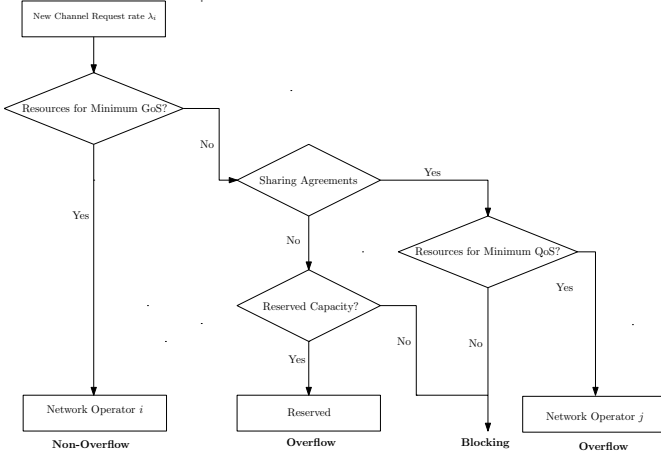 New Channel Request rate λᵢ
Resources for Minimum GoS?
No
Sharing Agreements
Yes
Yes
No
Resources for Minimum QoS?
Yes
Reserved Capacity?
No
No
Yes
Network Operator i
Reserved
Network Operator j
Non-Overflow
Overflow
Blocking
Overflow